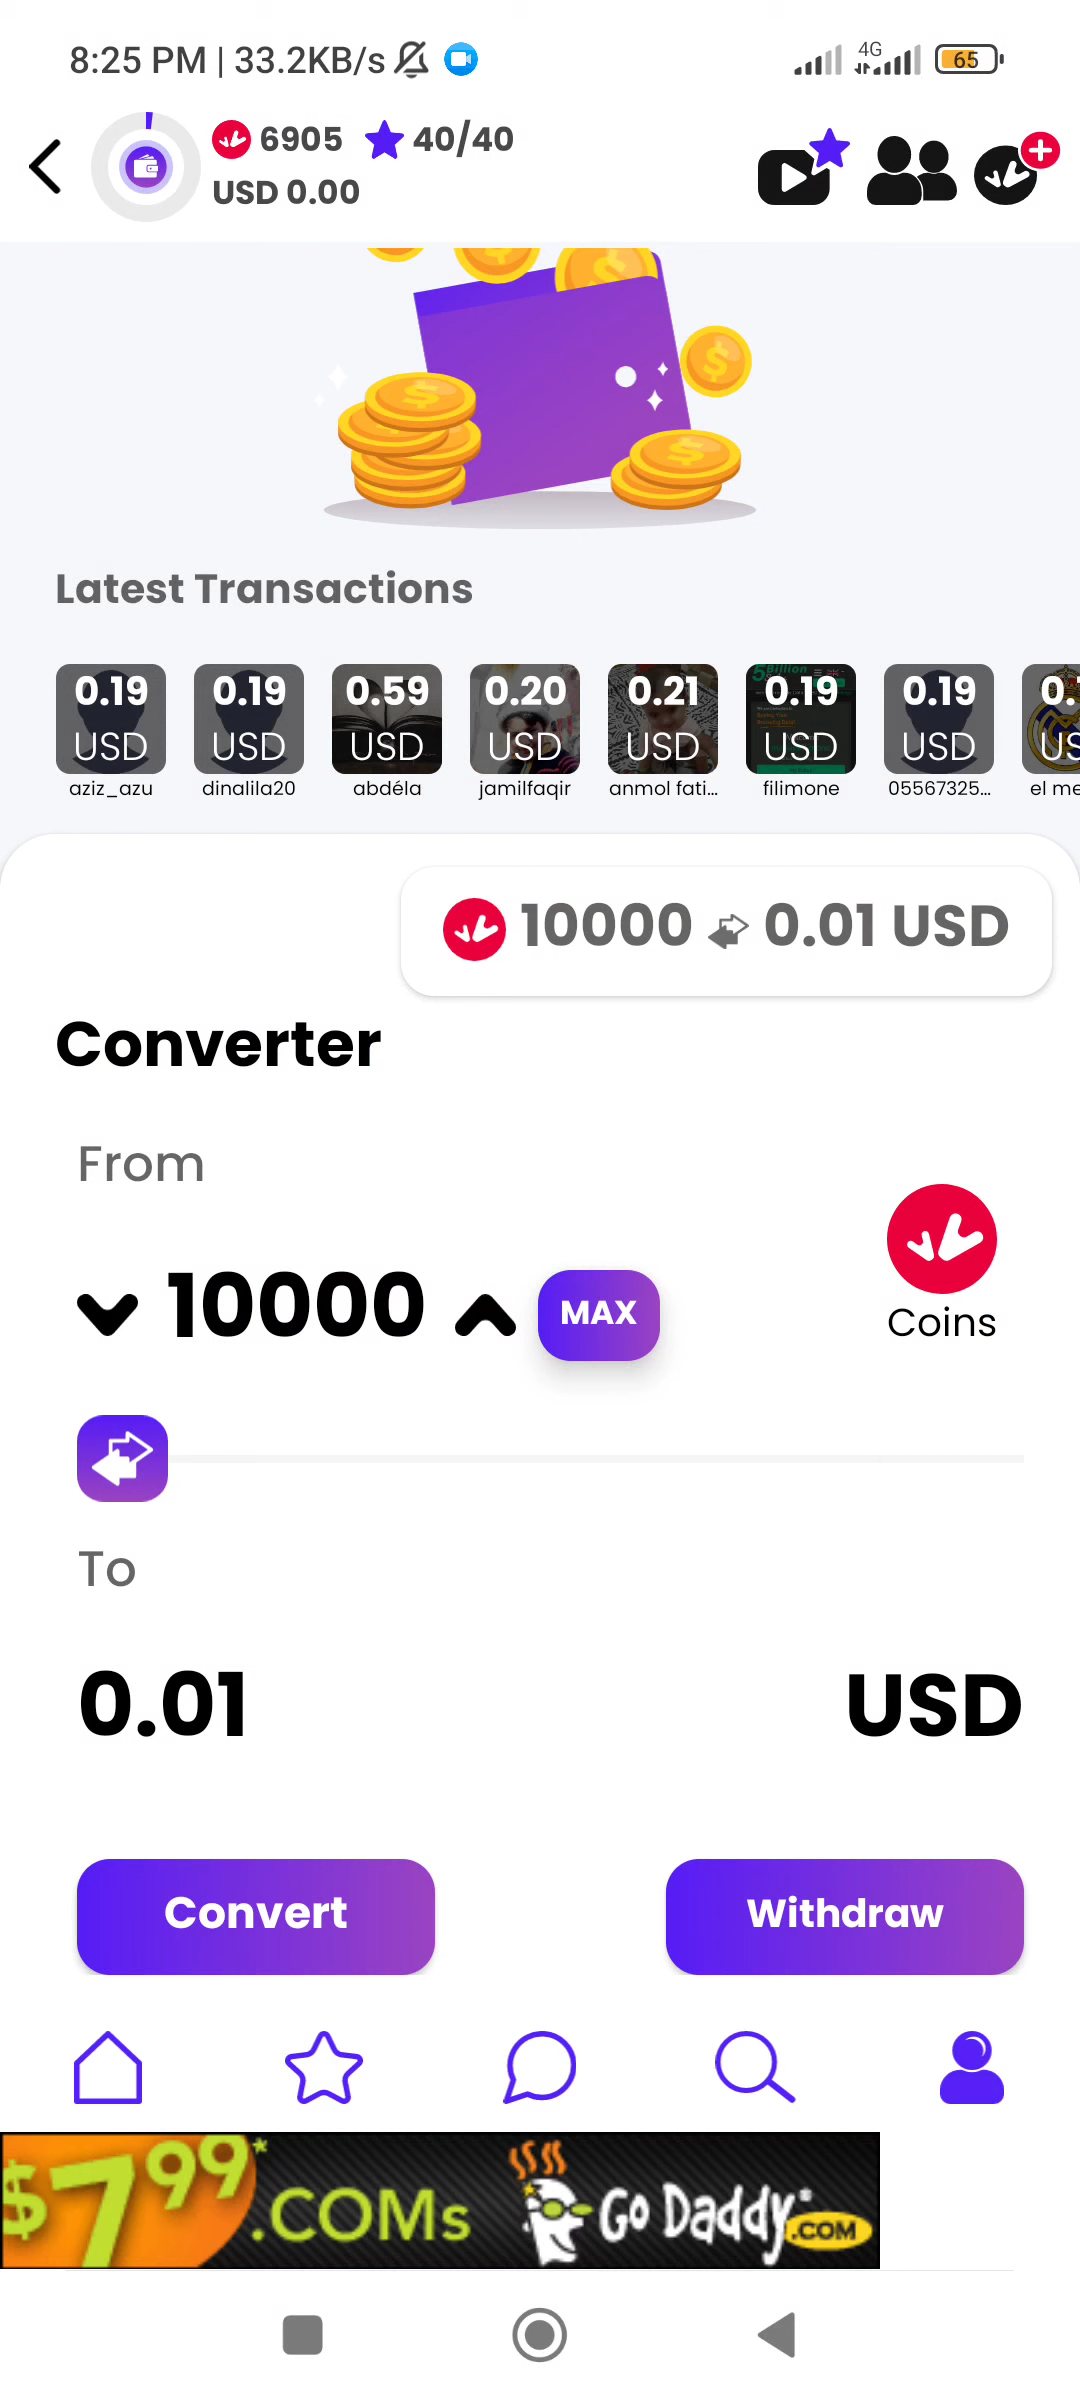 8:25 PM | 33.2KB/s
4G
65
6905 40/40
USD 0.00
Latest Transactions
0.19 0.19 0.59 0.20 0.21 0.19 0.19
USD USD USD USD USD USD USD US
aziz_azu dinalila20 abdéla jamilfaqir anmol fati... filimone 05567325... el me
10000 0.01 USD
Converter
From
10000 MAX
Coins
To
0.01 USD
Convert Withdraw
$7.99* .COMs Go Daddy .COM